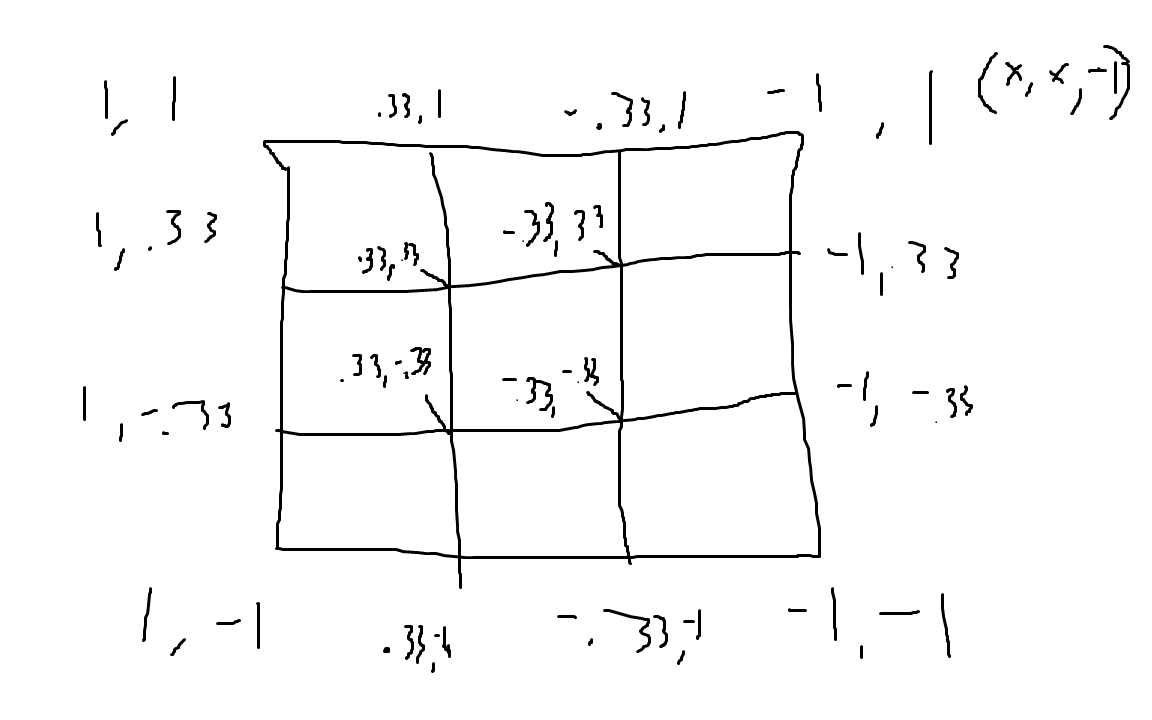 1, 1 .33, 1 -.33, 1 -1, 1 (x, x, -1)
1, .33 .33, .33 -.33, 33 -1, .33
1, -.33 .33, -.33 -.33, -.33 -1, -.33
1, -1 .33, -1 -.33, -1 -1, -1